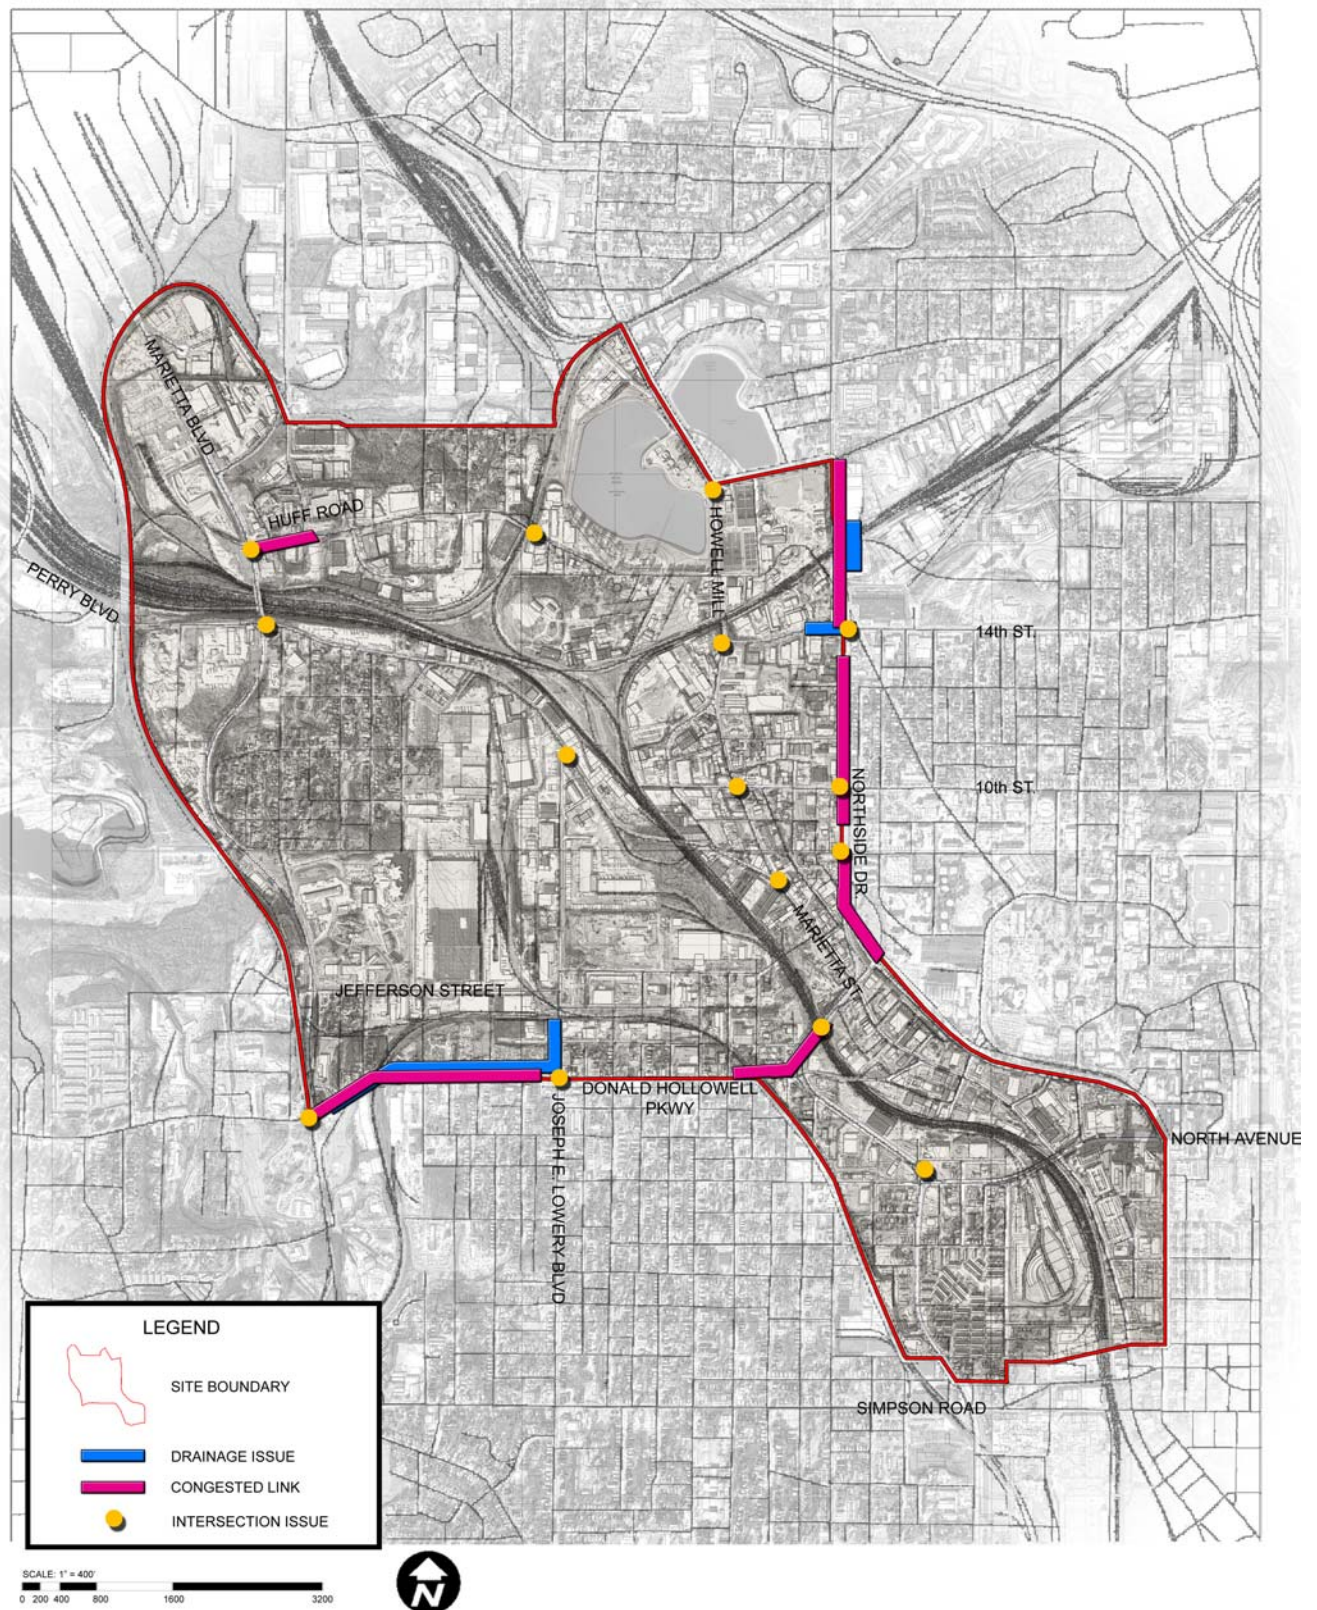 MARIETTA BLVD
HUFF ROAD
PERRY BLVD
HOWELL MILL
14th ST.
10th ST.
NORTHSIDE DR
MARIETTA ST.
JEFFERSON STREET
DONALD HOLLOWELL
PKWY
JOSEPH E. LOWERY BLVD
NORTH AVENUE
SIMPSON ROAD
LEGEND
SITE BOUNDARY
DRAINAGE ISSUE
CONGESTED LINK
INTERSECTION ISSUE
SCALE: 1" = 400'
0 200 400 800 1600 3200
N